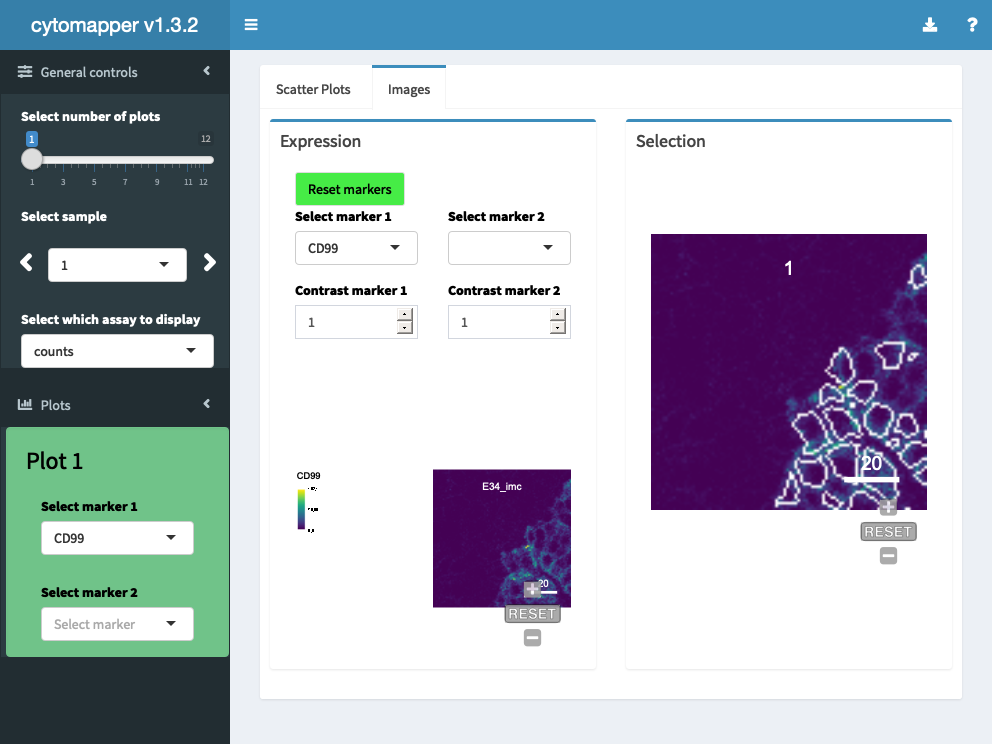 cytomapper v1.3.2
General controls
Select number of plots
1 12
1 3 5 7 9 11 12
Select sample
1
Select which assay to display
counts
Plots
Plot 1
Select marker 1
CD99
Select marker 2
Select marker
Scatter Plots Images
Expression
Reset markers
Select marker 1 Select marker 2
CD99
Contrast marker 1 Contrast marker 2
1 1
CD99
E34_imc
20
RESET
Selection
1
20
RESET